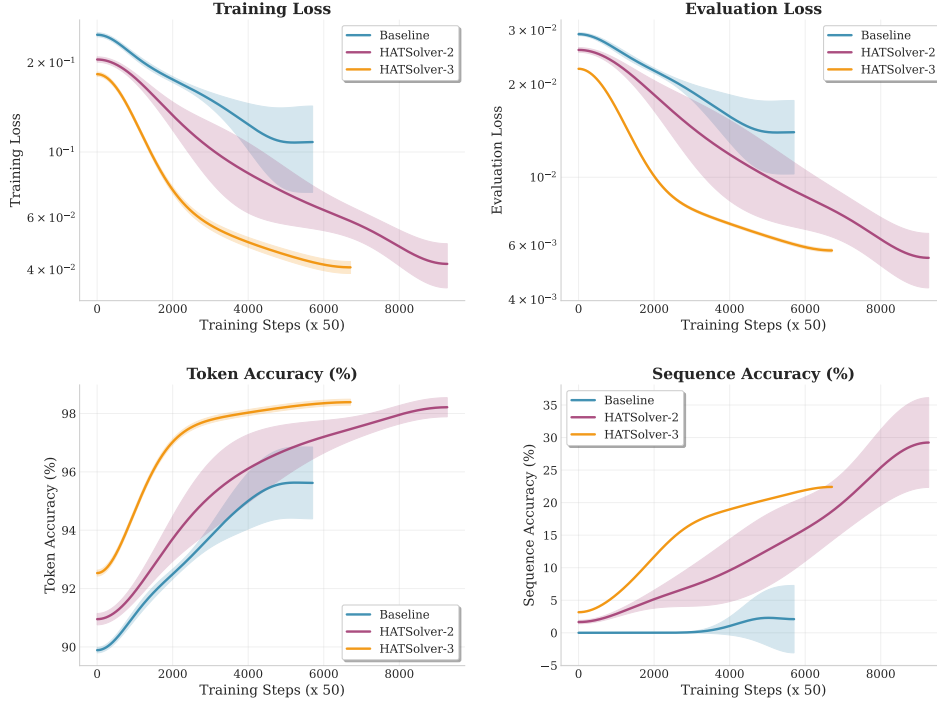 Training Loss
Baseline
HATSolver-2
HATSolver-3
2 × 10⁻¹
10⁻¹
6 × 10⁻²
4 × 10⁻²
Training Loss
0 2000 4000 6000 8000
Training Steps (x 50)
Evaluation Loss
Baseline
HATSolver-2
HATSolver-3
3 × 10⁻²
2 × 10⁻²
10⁻²
6 × 10⁻³
4 × 10⁻³
Evaluation Loss
0 2000 4000 6000 8000
Training Steps (x 50)
Token Accuracy (%)
98
96
94
92
90
Token Accuracy (%)
Baseline
HATSolver-2
HATSolver-3
0 2000 4000 6000 8000
Training Steps (x 50)
Sequence Accuracy (%)
Baseline
HATSolver-2
HATSolver-3
35
30
25
20
15
10
5
0
−5
Sequence Accuracy (%)
0 2000 4000 6000 8000
Training Steps (x 50)